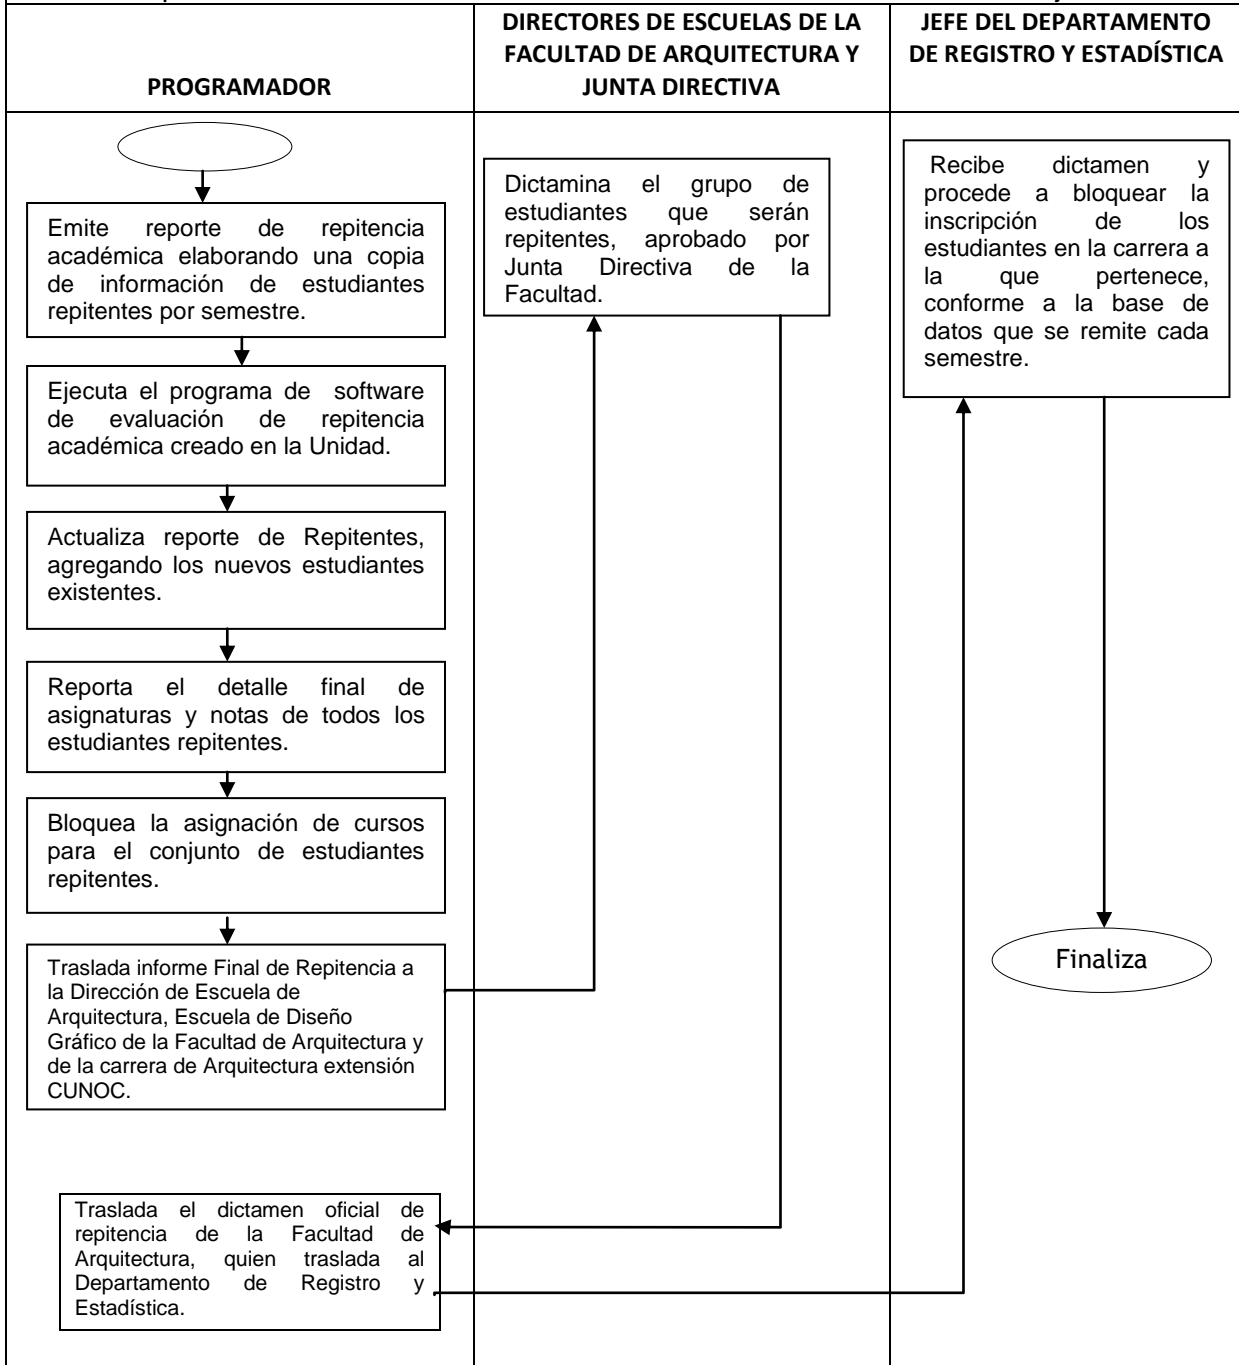 PROGRAMADOR
DIRECTORES DE ESCUELAS DE LA
FACULTAD DE ARQUITECTURA Y
JUNTA DIRECTIVA
JEFE DEL DEPARTAMENTO
DE REGISTRO Y ESTADÍSTICA
Emite reporte de repitencia
académica elaborando una copia
de información de estudiantes
repitentes por semestre.
Ejecuta el programa de software
de evaluación de repitencia
académica creado en la Unidad.
Actualiza reporte de Repitentes,
agregando los nuevos estudiantes
existentes.
Reporta el detalle final de
asignaturas y notas de todos los
estudiantes repitentes.
Bloquea la asignación de cursos
para el conjunto de estudiantes
repitentes.
Traslada informe Final de Repitencia a
la Dirección de Escuela de
Arquitectura, Escuela de Diseño
Gráfico de la Facultad de Arquitectura y
de la carrera de Arquitectura extensión
CUNOC.
Dictamina el grupo de
estudiantes que serán
repitentes, aprobado por
Junta Directiva de la
Facultad.
Traslada el dictamen oficial de
repitencia de la Facultad de
Arquitectura, quien traslada al
Departamento de Registro y
Estadística.
Recibe dictamen y
procede a bloquear la
inscripción de los
estudiantes en la carrera a
la que pertenece,
conforme a la base de
datos que se remite cada
semestre.
Finaliza